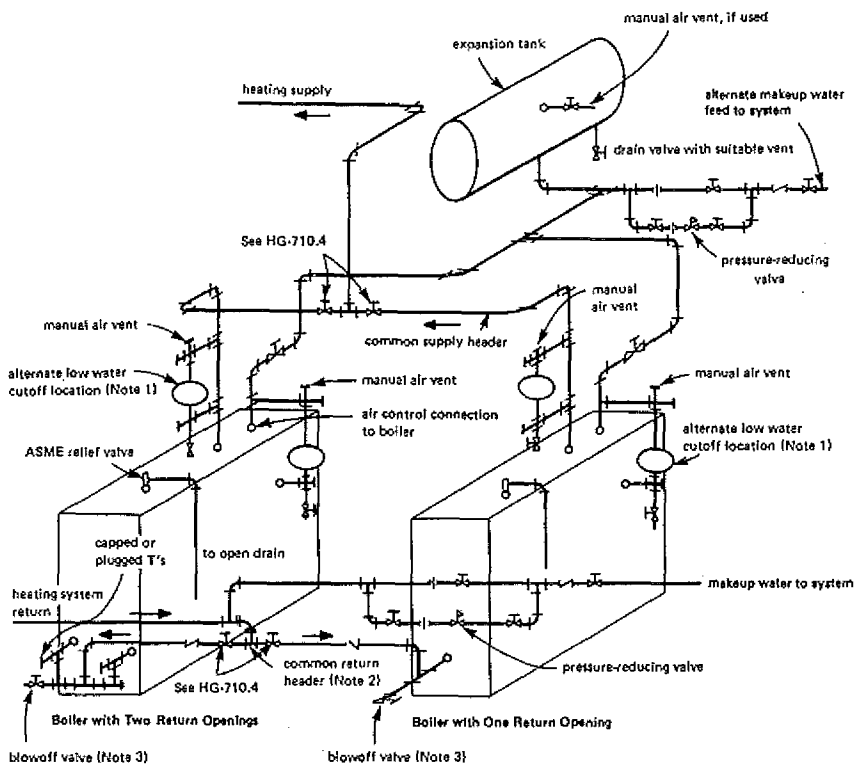 manual air vent, if used
expansion tank
heating supply
alternate makeup water
feed to system
drain valve with suitable vent
See HG-710.4
pressure-reducing
valve
manual air vent
manual
air vent
common supply header
alternate low water
cutoff location (Note 1)
manual air vent
manual air vent
air control connection
to boiler
alternate low water
cutoff location (Note 1)
ASME relief valve
capped or
plugged T's
to open drain
heating system
return
makeup water to system
common return
header (Note 2)
pressure-reducing valve
See HG-710.4
Boiler with Two Return Openings
Boiler with One Return Opening
blowoff valve (Note 3)
blowoff valve (Note 3)